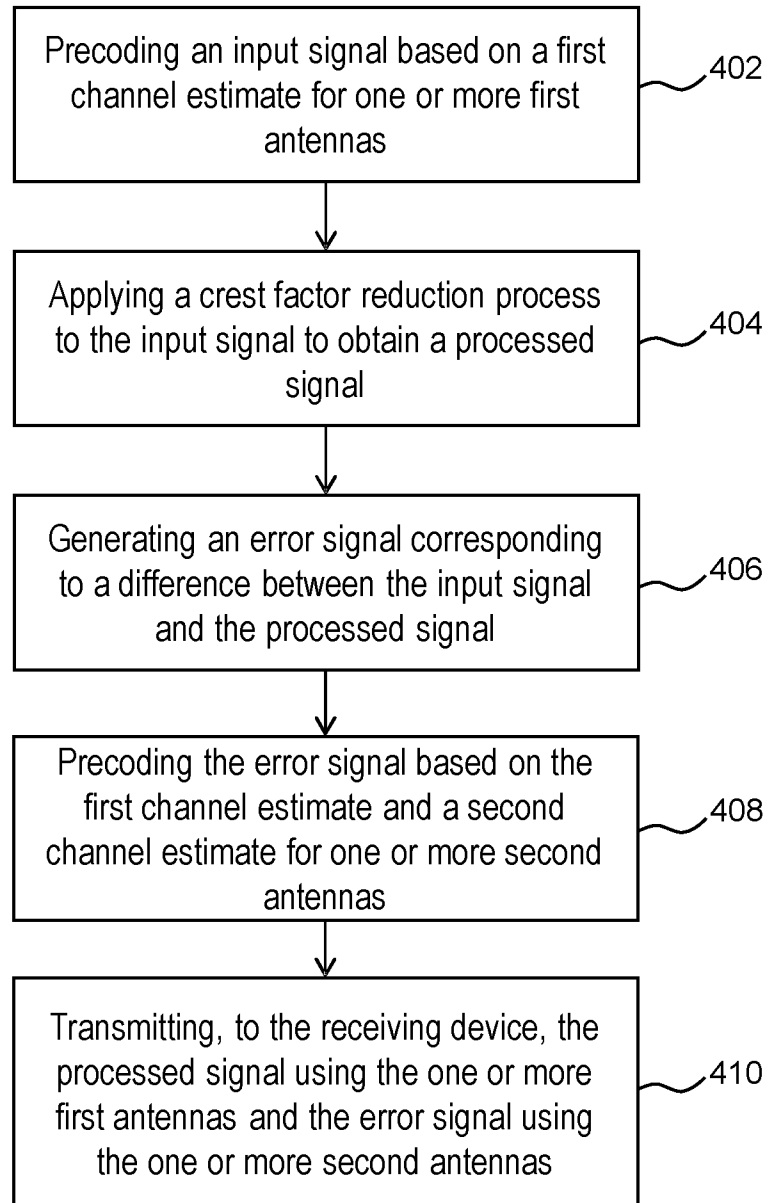 Precoding an input signal based on a first
channel estimate for one or more first
antennas
402
Applying a crest factor reduction process
to the input signal to obtain a processed
signal
404
Generating an error signal corresponding
to a difference between the input signal
and the processed signal
406
Precoding the error signal based on the
first channel estimate and a second
channel estimate for one or more second
antennas
408
Transmitting, to the receiving device, the
processed signal using the one or more
first antennas and the error signal using
the one or more second antennas
410